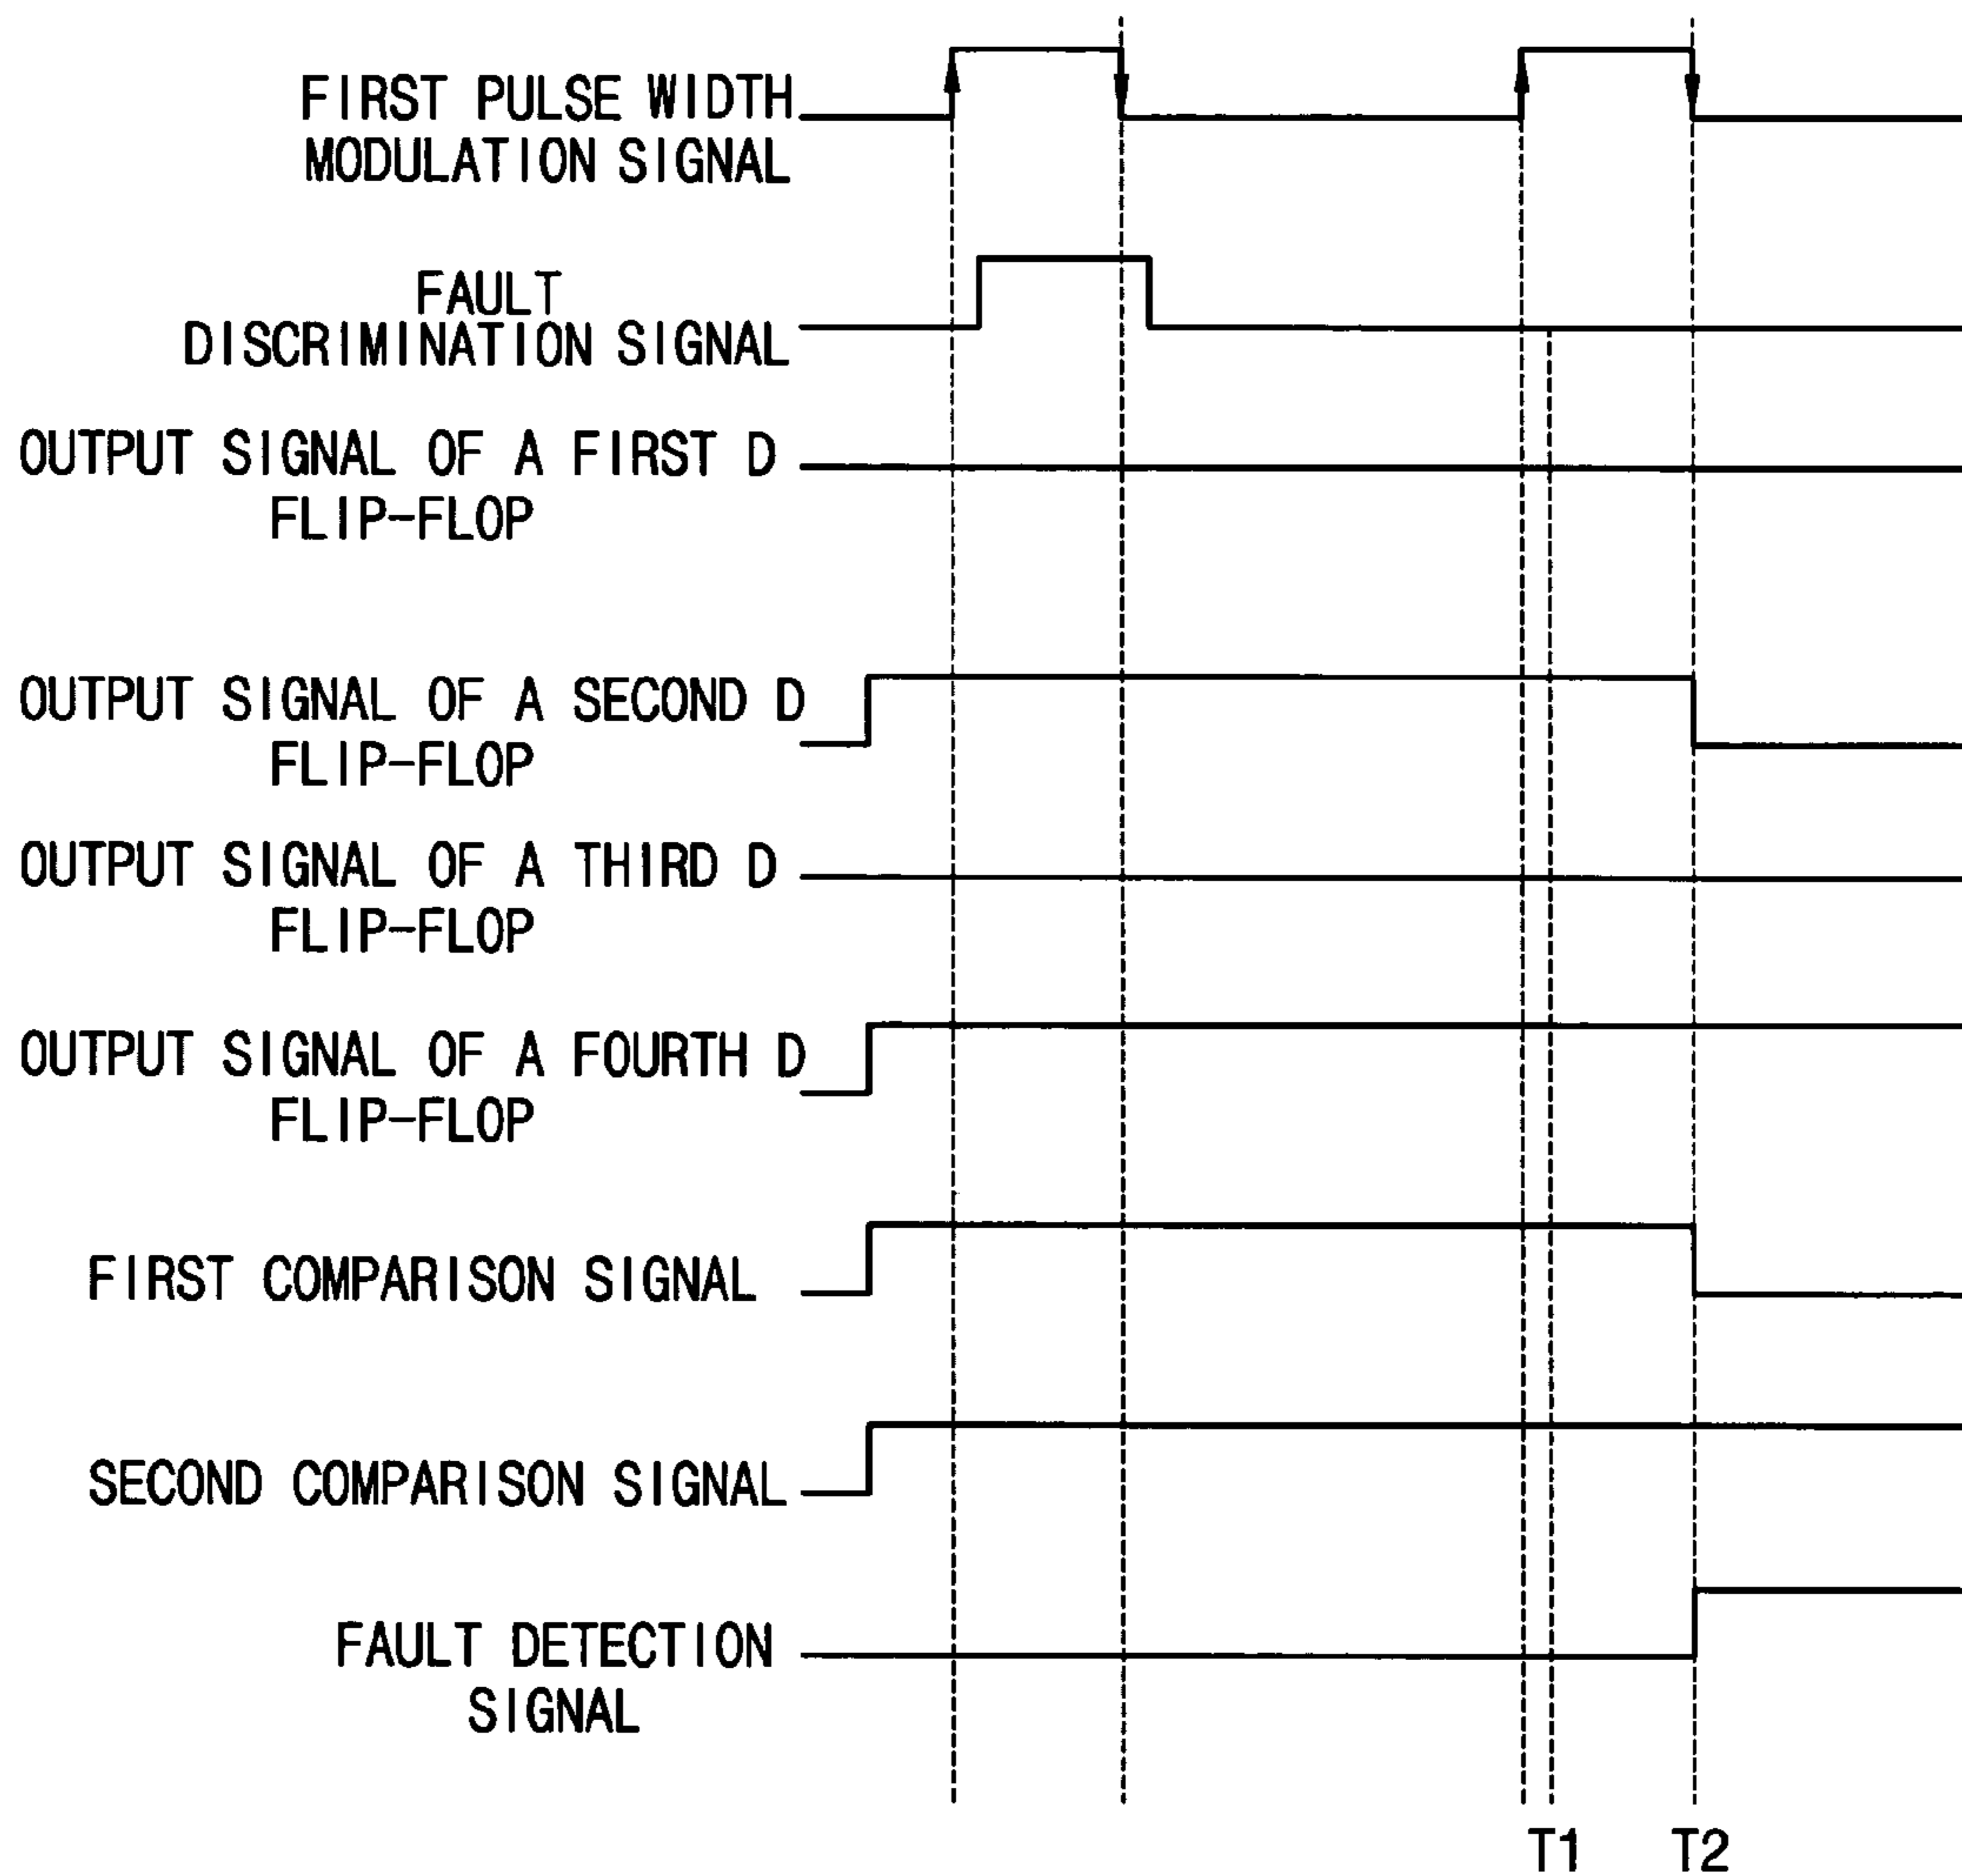 FIRST PULSE WIDTH
MODULATION SIGNAL
FAULT
DISCRIMINATION SIGNAL
OUTPUT SIGNAL OF A FIRST D
FLIP-FLOP
OUTPUT SIGNAL OF A SECOND D
FLIP-FLOP
OUTPUT SIGNAL OF A THIRD D
FLIP-FLOP
OUTPUT SIGNAL OF A FOURTH D
FLIP-FLOP
FIRST COMPARISON SIGNAL
SECOND COMPARISON SIGNAL
FAULT DETECTION
SIGNAL
T1 T2